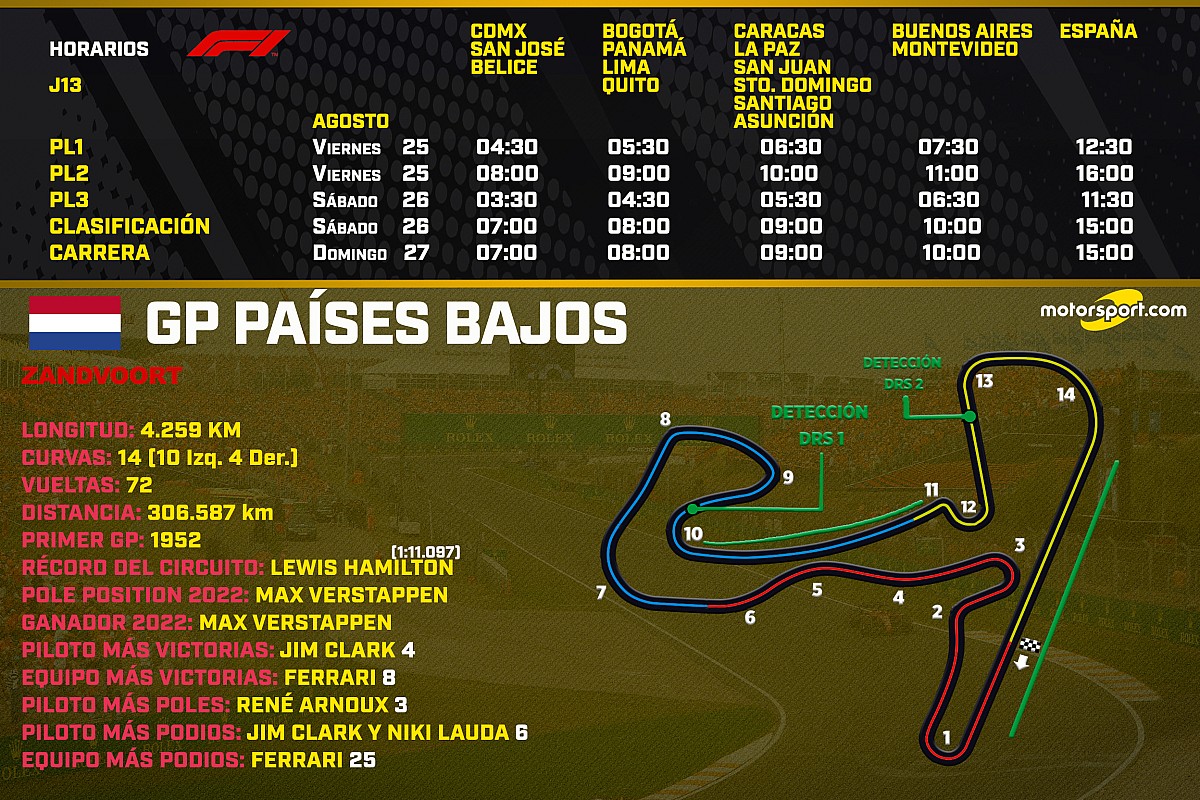 HORARIOS
F1
J13
CDMX
SAN JOSÉ
BELICE
BOGOTÁ
PANAMÁ
LIMA
QUITO
CARACAS
LA PAZ
SAN JUAN
STO. DOMINGO
SANTIAGO
ASUNCIÓN
BUENOS AIRES
MONTEVIDEO
ESPAÑA
AGOSTO
PL1 VIERNES 25 04:30 05:30 06:30 07:30 12:30
PL2 VIERNES 25 08:00 09:00 10:00 11:00 16:00
PL3 SÁBADO 26 03:30 04:30 05:30 06:30 11:30
CLASIFICACIÓN SÁBADO 26 07:00 08:00 09:00 10:00 15:00
CARRERA DOMINGO 27 07:00 08:00 09:00 10:00 15:00
GP PAÍSES BAJOS
motorsport.com
ZANDVOORT
LONGITUD: 4.259 KM
CURVAS: 14 (10 Izq. 4 Der.)
VUELTAS: 72
DISTANCIA: 306.587 km
PRIMER GP: 1952
(1:11.097)
RÉCORD DEL CIRCUITO: LEWIS HAMILTON
POLE POSITION 2022: MAX VERSTAPPEN
GANADOR 2022: MAX VERSTAPPEN
PILOTO MÁS VICTORIAS: JIM CLARK 4
EQUIPO MÁS VICTORIAS: FERRARI 8
PILOTO MÁS POLES: RENÉ ARNOUX 3
PILOTO MÁS PODIOS: JIM CLARK Y NIKI LAUDA 6
EQUIPO MÁS PODIOS: FERRARI 25
DETECCIÓN
DRS 2
DETECCIÓN
DRS 1
13
14
8
9
11
12
10
3
7
5
4
2
6
1
ROLEX ROLEX ROLEX